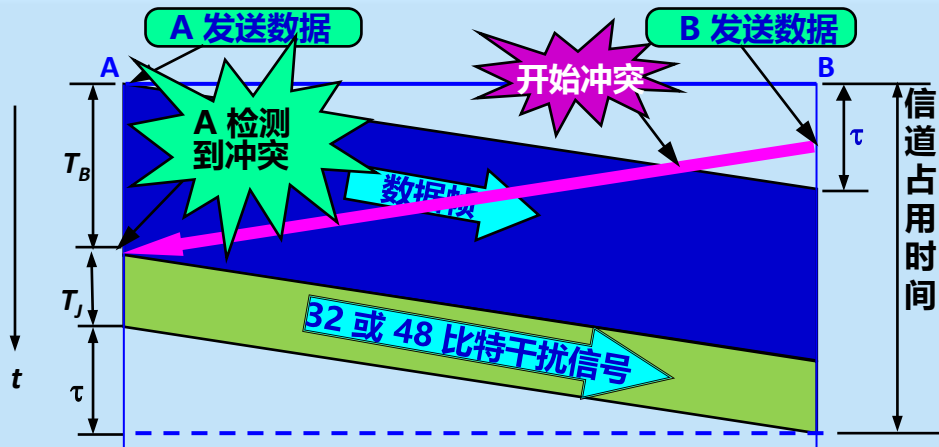 A 发送数据
B 发送数据
A
B
开始冲突
A 检测
到冲突
T_B
τ
信道占用时间
数据帧
T_J
32 或 48 比特干扰信号
t
τ